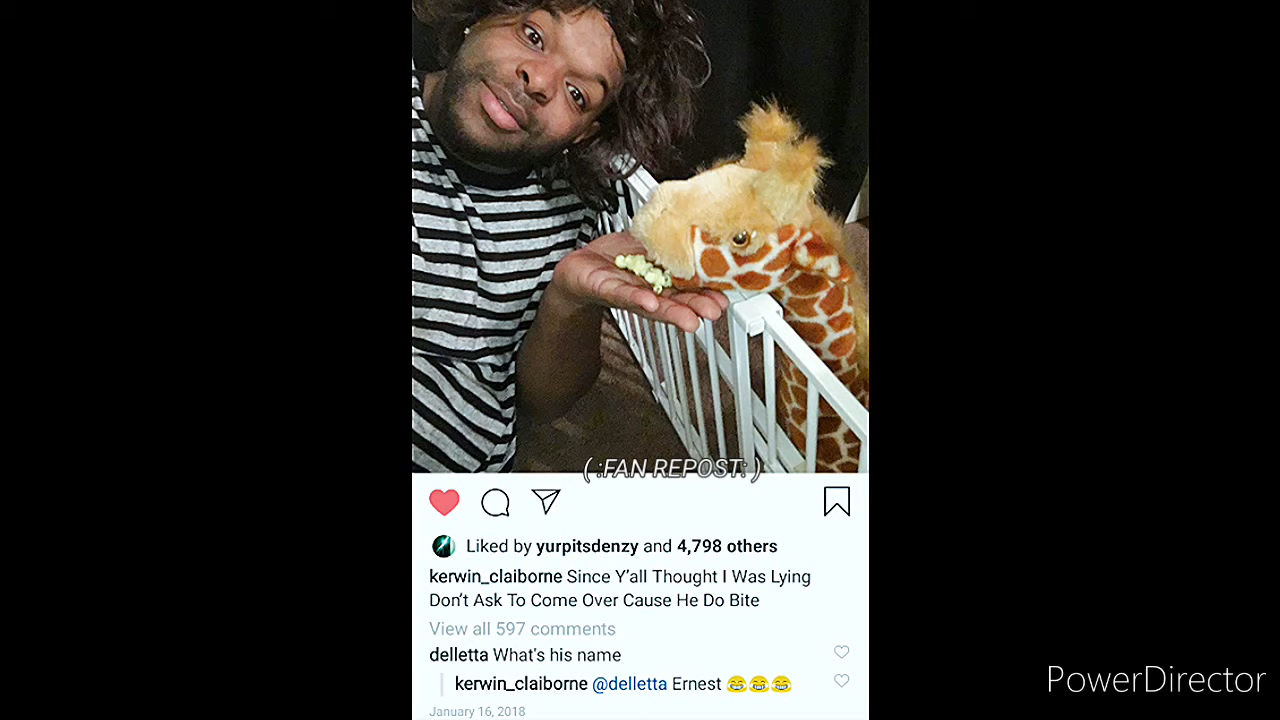 ( :FAN REPOST: )
Liked by yurpitsdenzy and 4,798 others
kerwin_claiborne Since Y'all Thought I Was Lying
Don't Ask To Come Over Cause He Do Bite
View all 597 comments
delletta What's his name
kerwin_claiborne @delletta Ernest 😂😂😂
January 16, 2018
PowerDirector